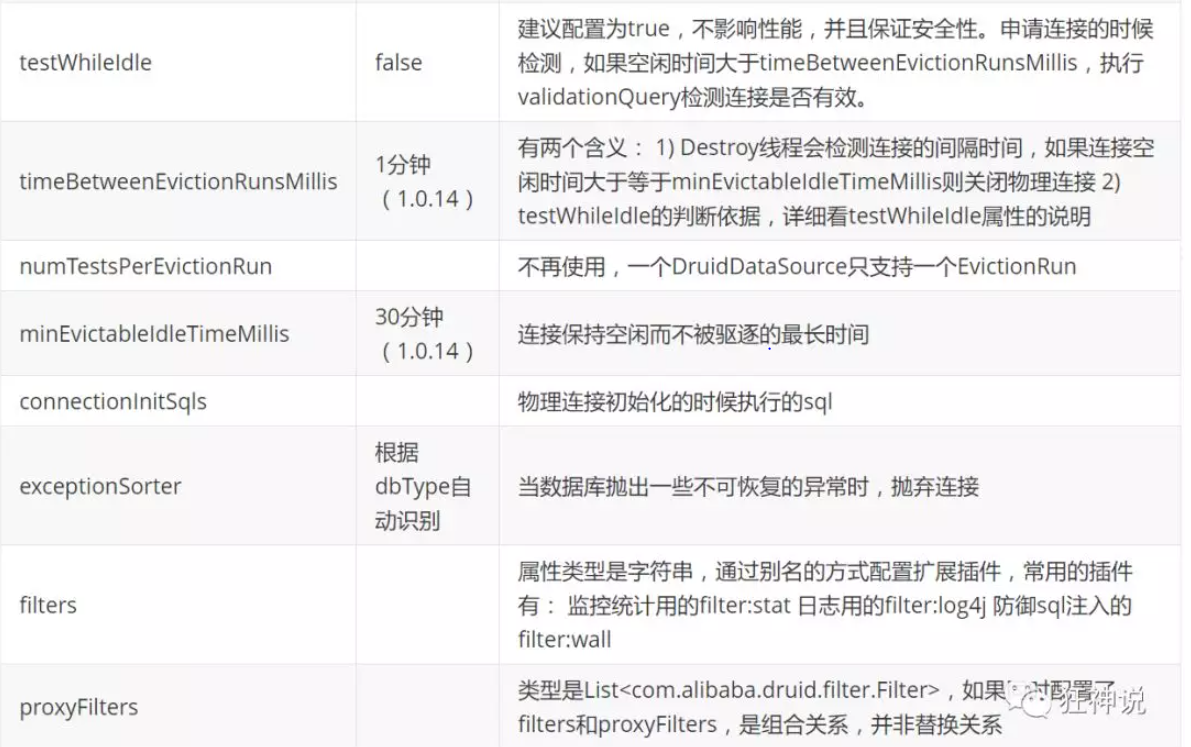 testWhileIdle
false
建议配置为true，不影响性能，并且保证安全性。申请连接的时候
检测，如果空闲时间大于timeBetweenEvictionRunsMillis，执行
validationQuery检测连接是否有效。
timeBetweenEvictionRunsMillis
1分钟
（1.0.14）
有两个含义： 1) Destroy线程会检测连接的间隔时间，如果连接空
闲时间大于等于minEvictableIdleTimeMillis则关闭物理连接 2)
testWhileIdle的判断依据，详细看testWhileIdle属性的说明
numTestsPerEvictionRun
不再使用，一个DruidDataSource只支持一个EvictionRun
minEvictableIdleTimeMillis
30分钟
（1.0.14）
连接保持空闲而不被驱逐的最长时间
connectionInitSqls
物理连接初始化的时候执行的sql
exceptionSorter
根据
dbType自
动识别
当数据库抛出一些不可恢复的异常时，抛弃连接
filters
属性类型是字符串，通过别名的方式配置扩展插件，常用的插件
有： 监控统计用的filter:stat 日志用的filter:log4j 防御sql注入的
filter:wall
proxyFilters
类型是List<com.alibaba.druid.filter.Filter>，如果 时配置了
filters和proxyFilters，是组合关系，并非替换关系
狂神说